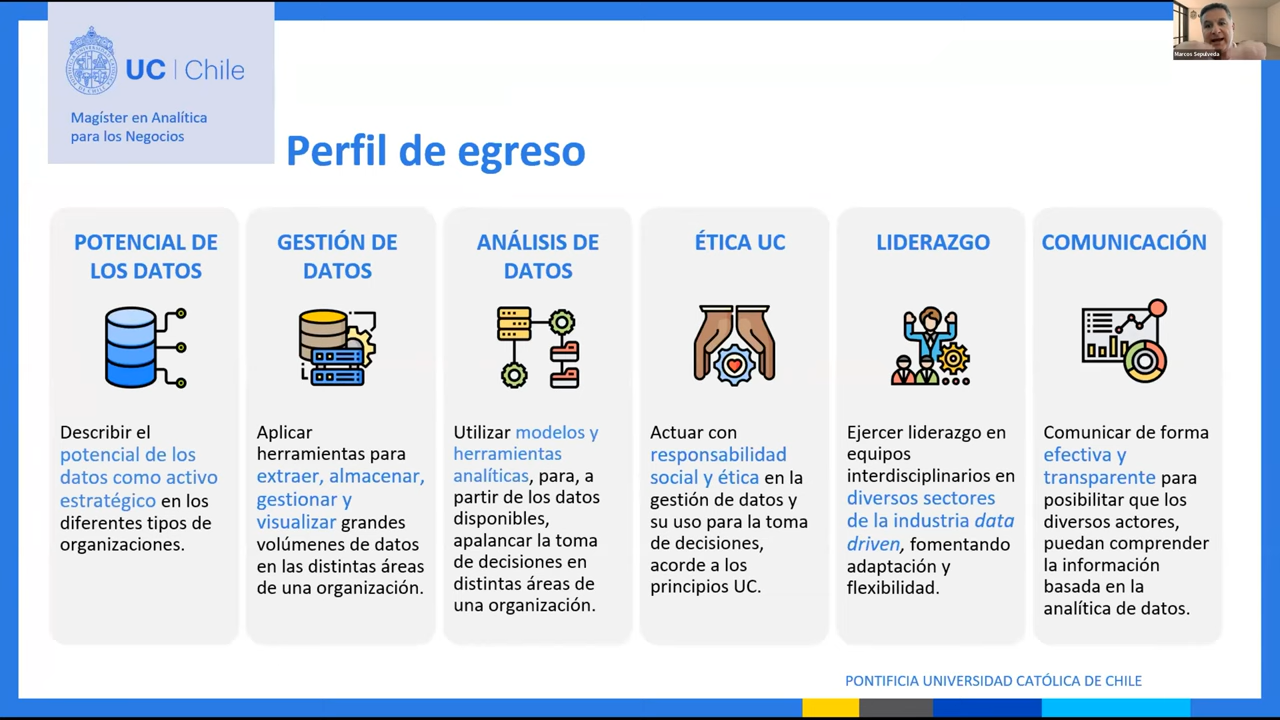 UC | Chile
Magíster en Analítica
para los Negocios
Marcos Sepulveda
Perfil de egreso
POTENCIAL DE
LOS DATOS
Describir el
potencial de los
datos como activo
estratégico en los
diferentes tipos de
organizaciones.
GESTIÓN DE
DATOS
Aplicar
herramientas para
extraer, almacenar,
gestionar y
visualizar grandes
volúmenes de datos
en las distintas áreas
de una organización.
ANÁLISIS DE
DATOS
Utilizar modelos y
herramientas
analíticas, para, a
partir de los datos
disponibles,
apalancar la toma
de decisiones en
distintas áreas de
una organización.
ÉTICA UC
Actuar con
responsabilidad
social y ética en la
gestión de datos y
su uso para la toma
de decisiones,
acorde a los
principios UC.
LIDERAZGO
Ejercer liderazgo en
equipos
interdisciplinarios en
diversos sectores
de la industria data
driven, fomentando
adaptación y
flexibilidad.
COMUNICACIÓN
Comunicar de forma
efectiva y
transparente para
posibilitar que los
diversos actores,
puedan comprender
la información
basada en la
analítica de datos.
PONTIFICIA UNIVERSIDAD CATÓLICA DE CHILE